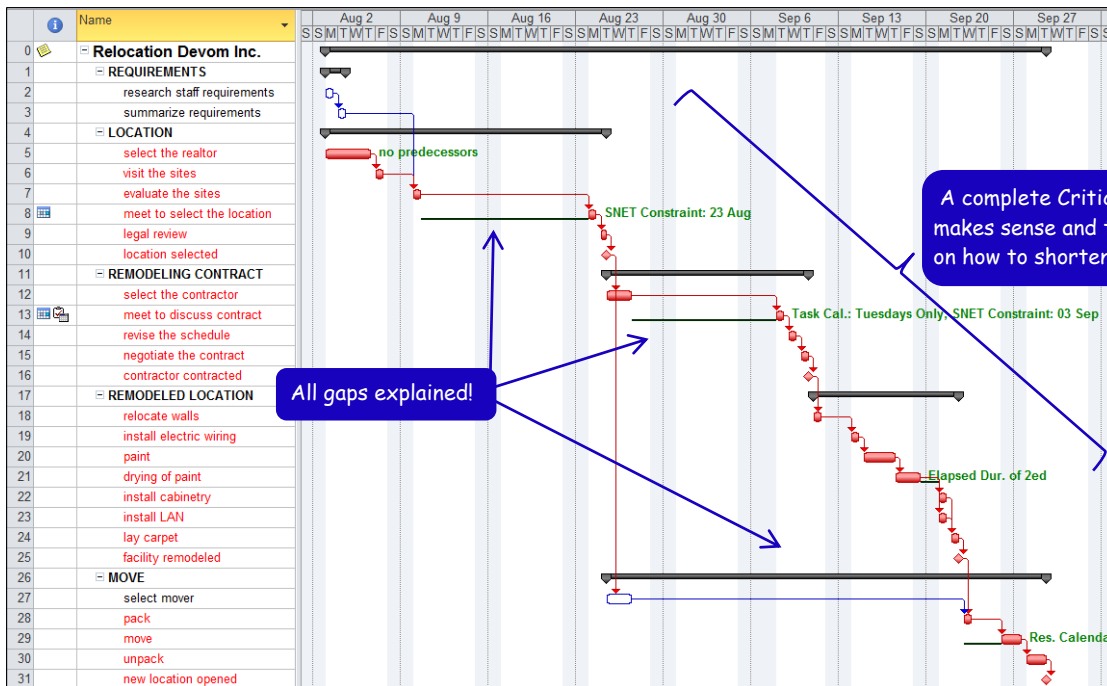 Name
Aug 2 Aug 9 Aug 16 Aug 23 Aug 30 Sep 6 Sep 13 Sep 20 Sep 27
S S M T W T F S S M T W T F S S M T W T F S S M T W T F S S M T W T F S S M T W T F S S M T W T F S S M T W T F S S M T W T F S S
0 Relocation Devom Inc.
1 REQUIREMENTS
2 research staff requirements
3 summarize requirements
4 LOCATION
5 select the realtor no predecessors
6 visit the sites
7 evaluate the sites
8 meet to select the location SNET Constraint: 23 Aug
9 legal review
10 location selected
11 REMODELING CONTRACT
12 select the contractor
13 meet to discuss contract Task Cal.: Tuesdays Only, SNET Constraint: 03 Sep
14 revise the schedule
15 negotiate the contract
16 contractor contracted
17 REMODELED LOCATION
18 relocate walls
19 install electric wiring
20 paint
21 drying of paint Elapsed Dur. of 2ed
22 install cabinetry
23 install LAN
24 lay carpet
25 facility remodeled
26 MOVE
27 select mover
28 pack
29 move Res. Calenda
30 unpack
31 new location opened
A complete Critic
makes sense and
on how to shorten
All gaps explained!